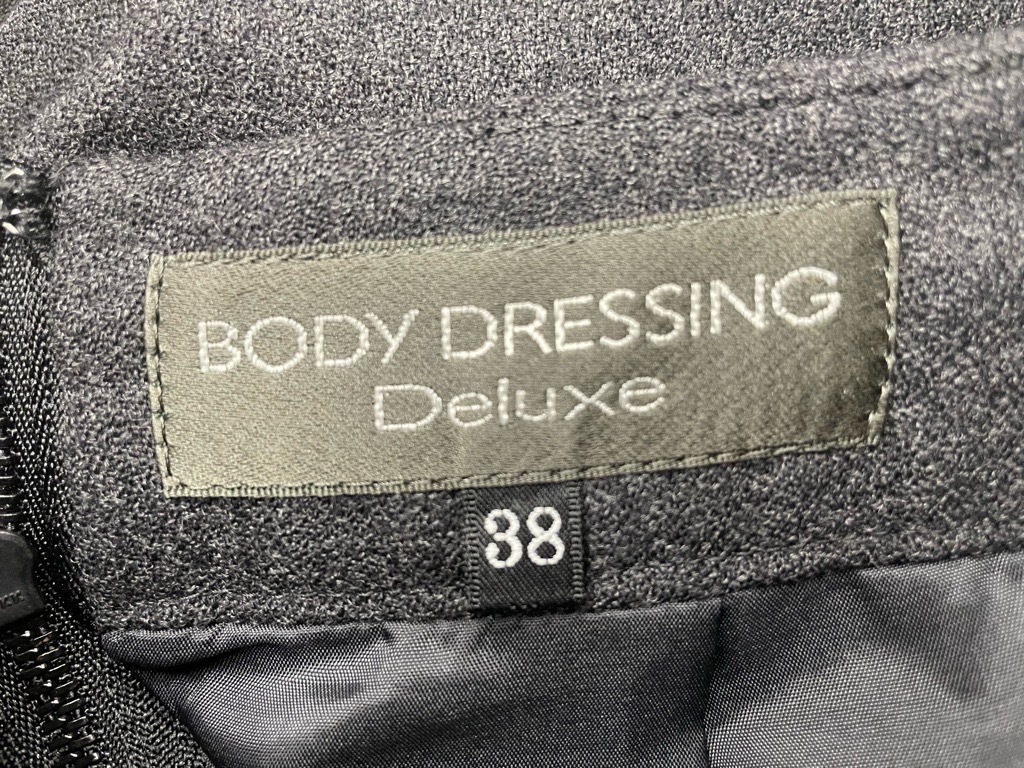 BODY DRESSING
Deluxe
38